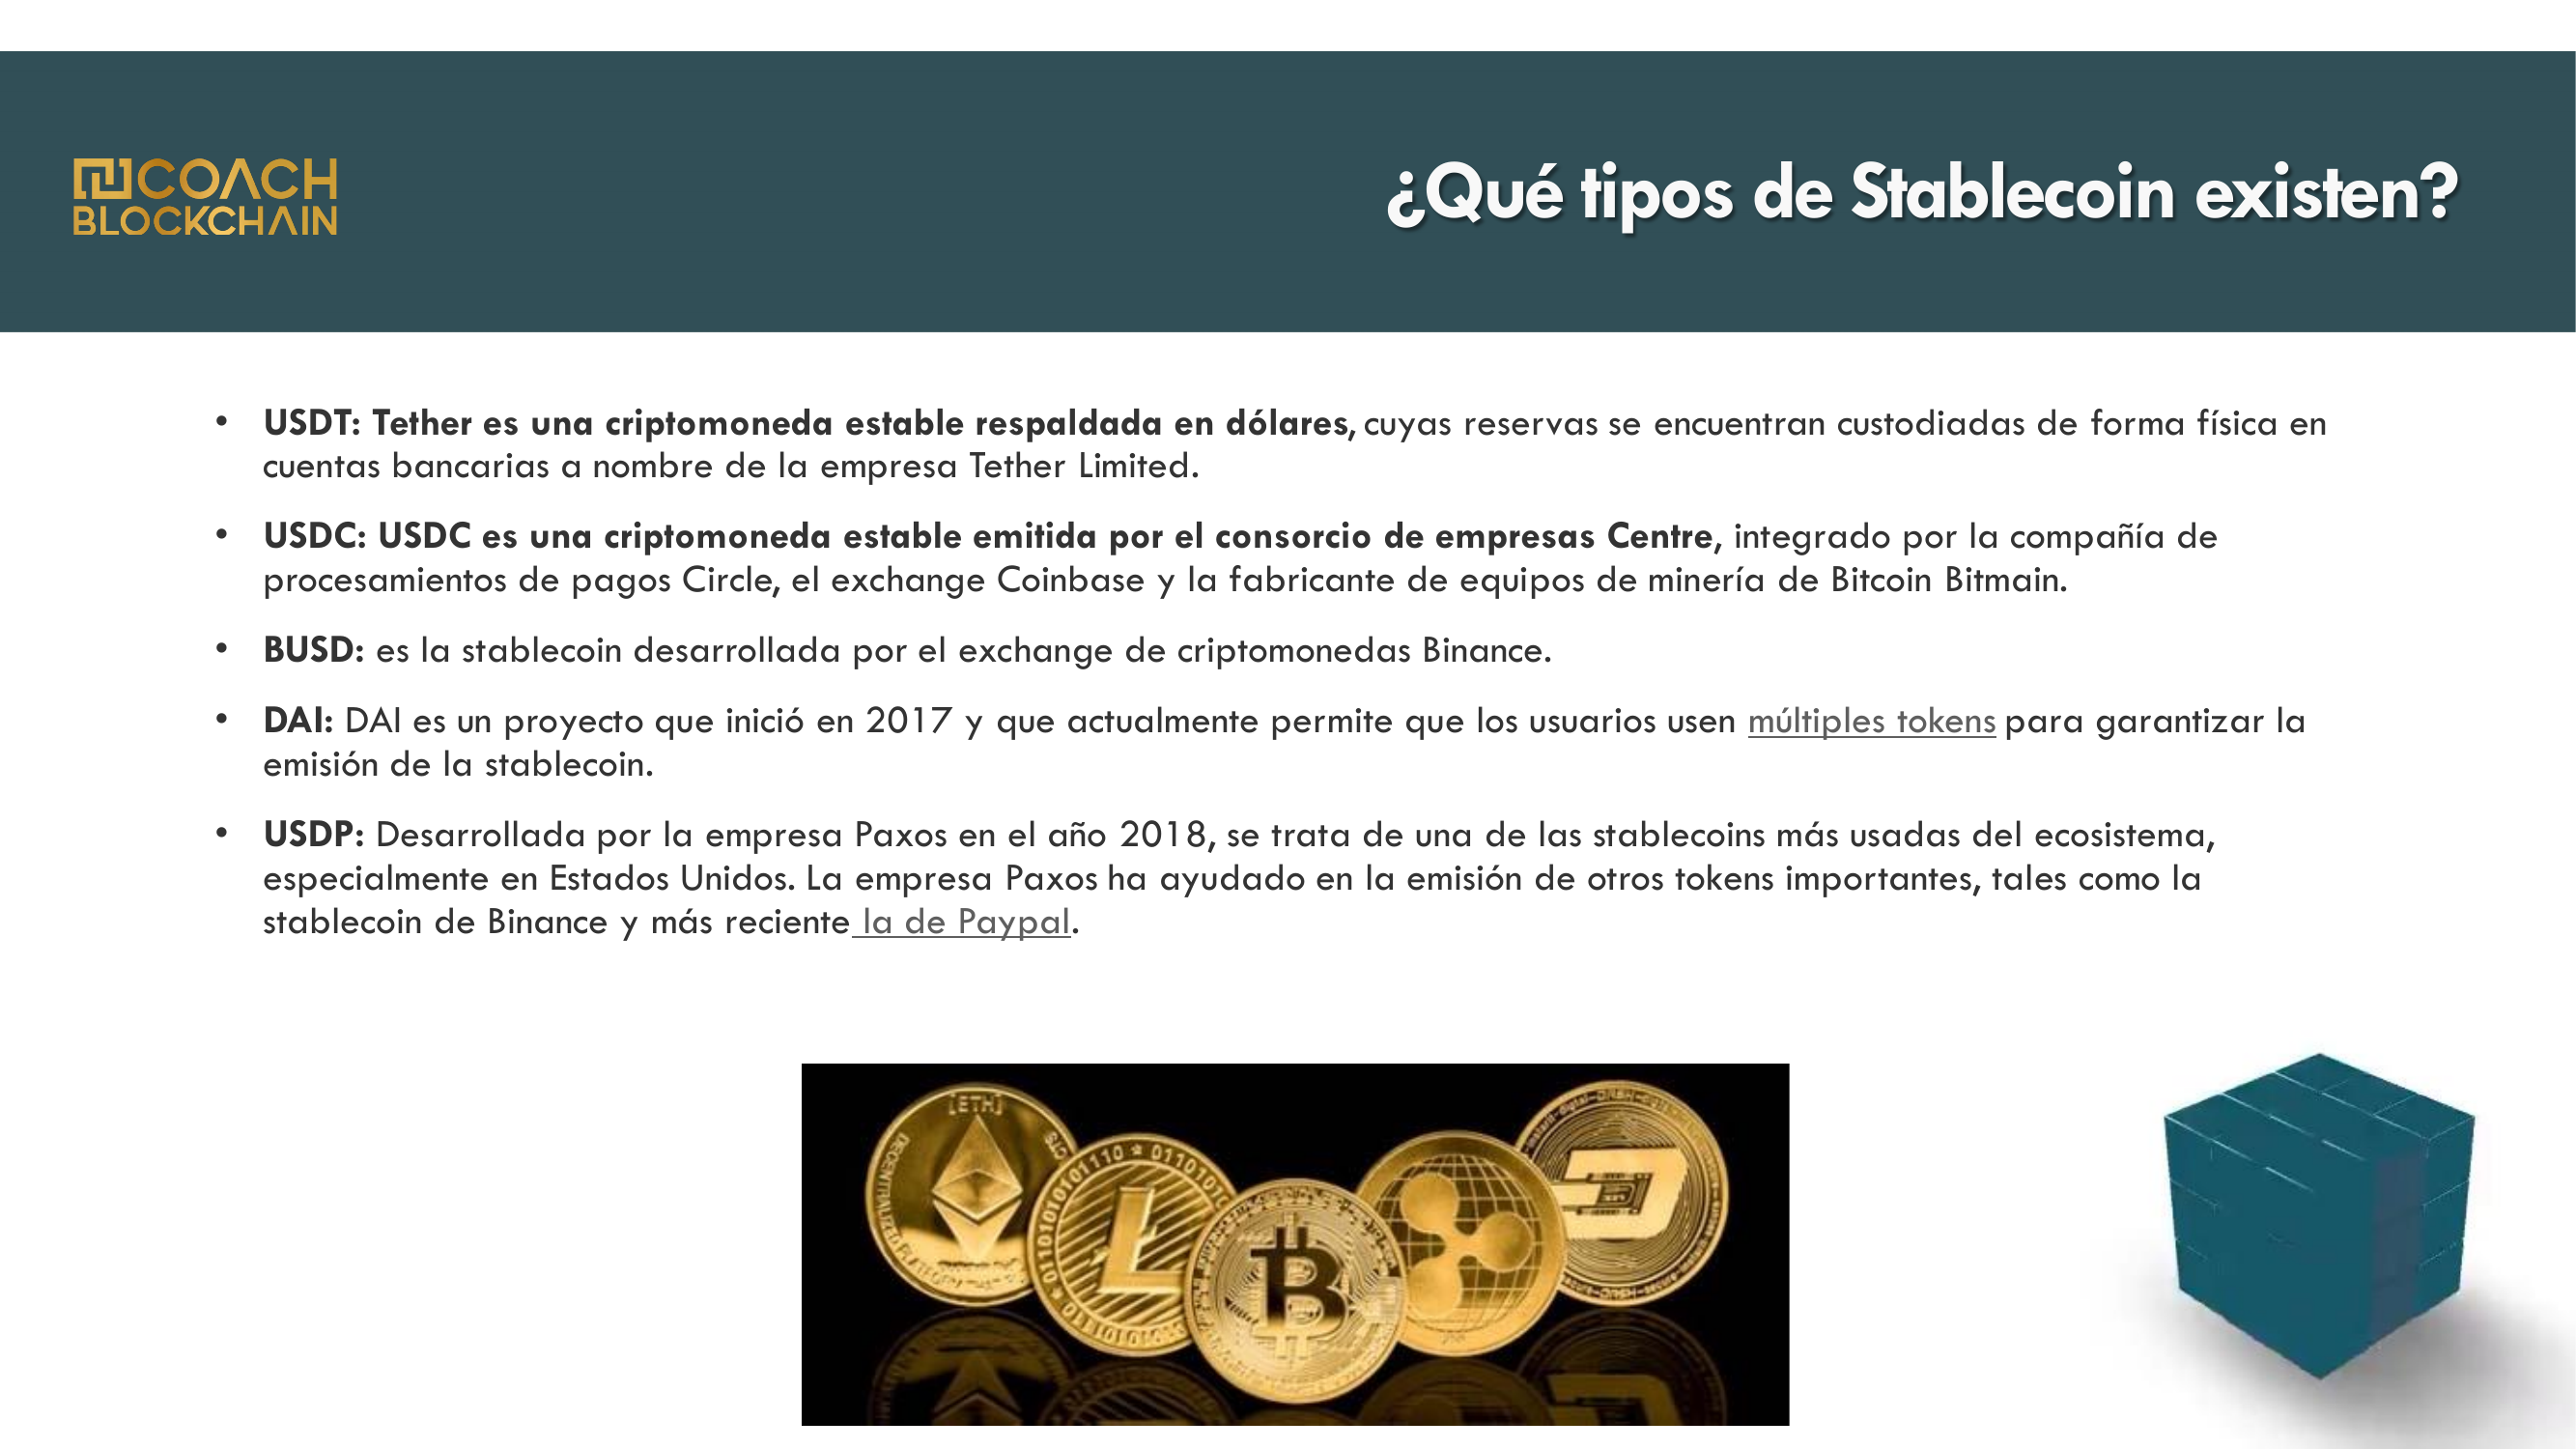 COACH
BLOCKCHAIN
¿Qué tipos de Stablecoin existen?
• USDT: Tether es una criptomoneda estable respaldada en dólares, cuyas reservas se encuentran custodiadas de forma física en
cuentas bancarias a nombre de la empresa Tether Limited.
• USDC: USDC es una criptomoneda estable emitida por el consorcio de empresas Centre, integrado por la compañía de
procesamientos de pagos Circle, el exchange Coinbase y la fabricante de equipos de minería de Bitcoin Bitmain.
• BUSD: es la stablecoin desarrollada por el exchange de criptomonedas Binance.
• DAI: DAI es un proyecto que inició en 2017 y que actualmente permite que los usuarios usen múltiples tokens para garantizar la
emisión de la stablecoin.
• USDP: Desarrollada por la empresa Paxos en el año 2018, se trata de una de las stablecoins más usadas del ecosistema,
especialmente en Estados Unidos. La empresa Paxos ha ayudado en la emisión de otros tokens importantes, tales como la
stablecoin de Binance y más reciente la de Paypal.
[ETH]